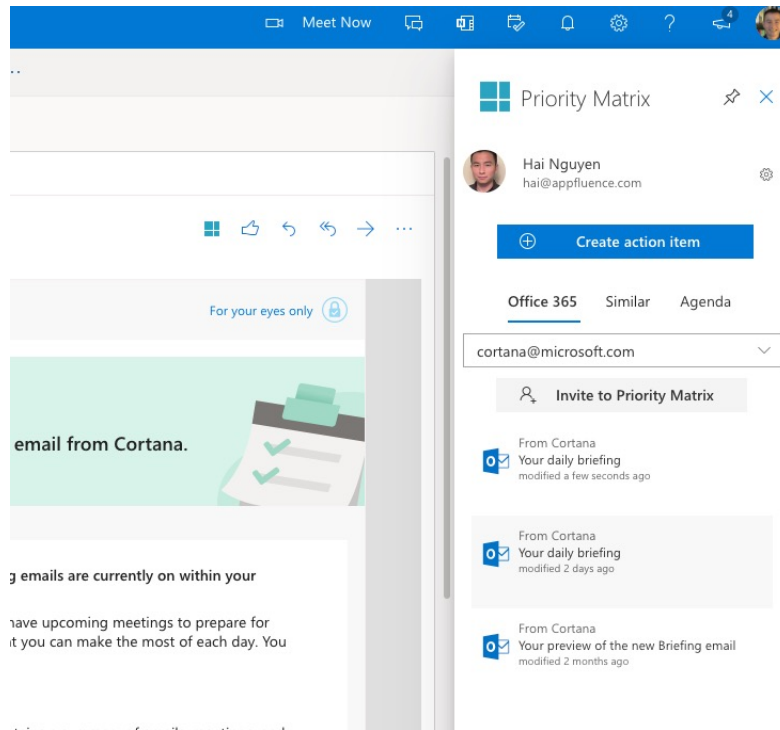 Meet Now
4
..
Priority Matrix
Hai Nguyen
hai@appfluence.com
Create action item
Office 365 Similar Agenda
cortana@microsoft.com
Invite to Priority Matrix
From Cortana
Your daily briefing
modified a few seconds ago
From Cortana
Your daily briefing
modified 2 days ago
From Cortana
Your preview of the new Briefing email
modified 2 months ago
...
For your eyes only
email from Cortana.
g emails are currently on within your
have upcoming meetings to prepare for
t you can make the most of each day. You